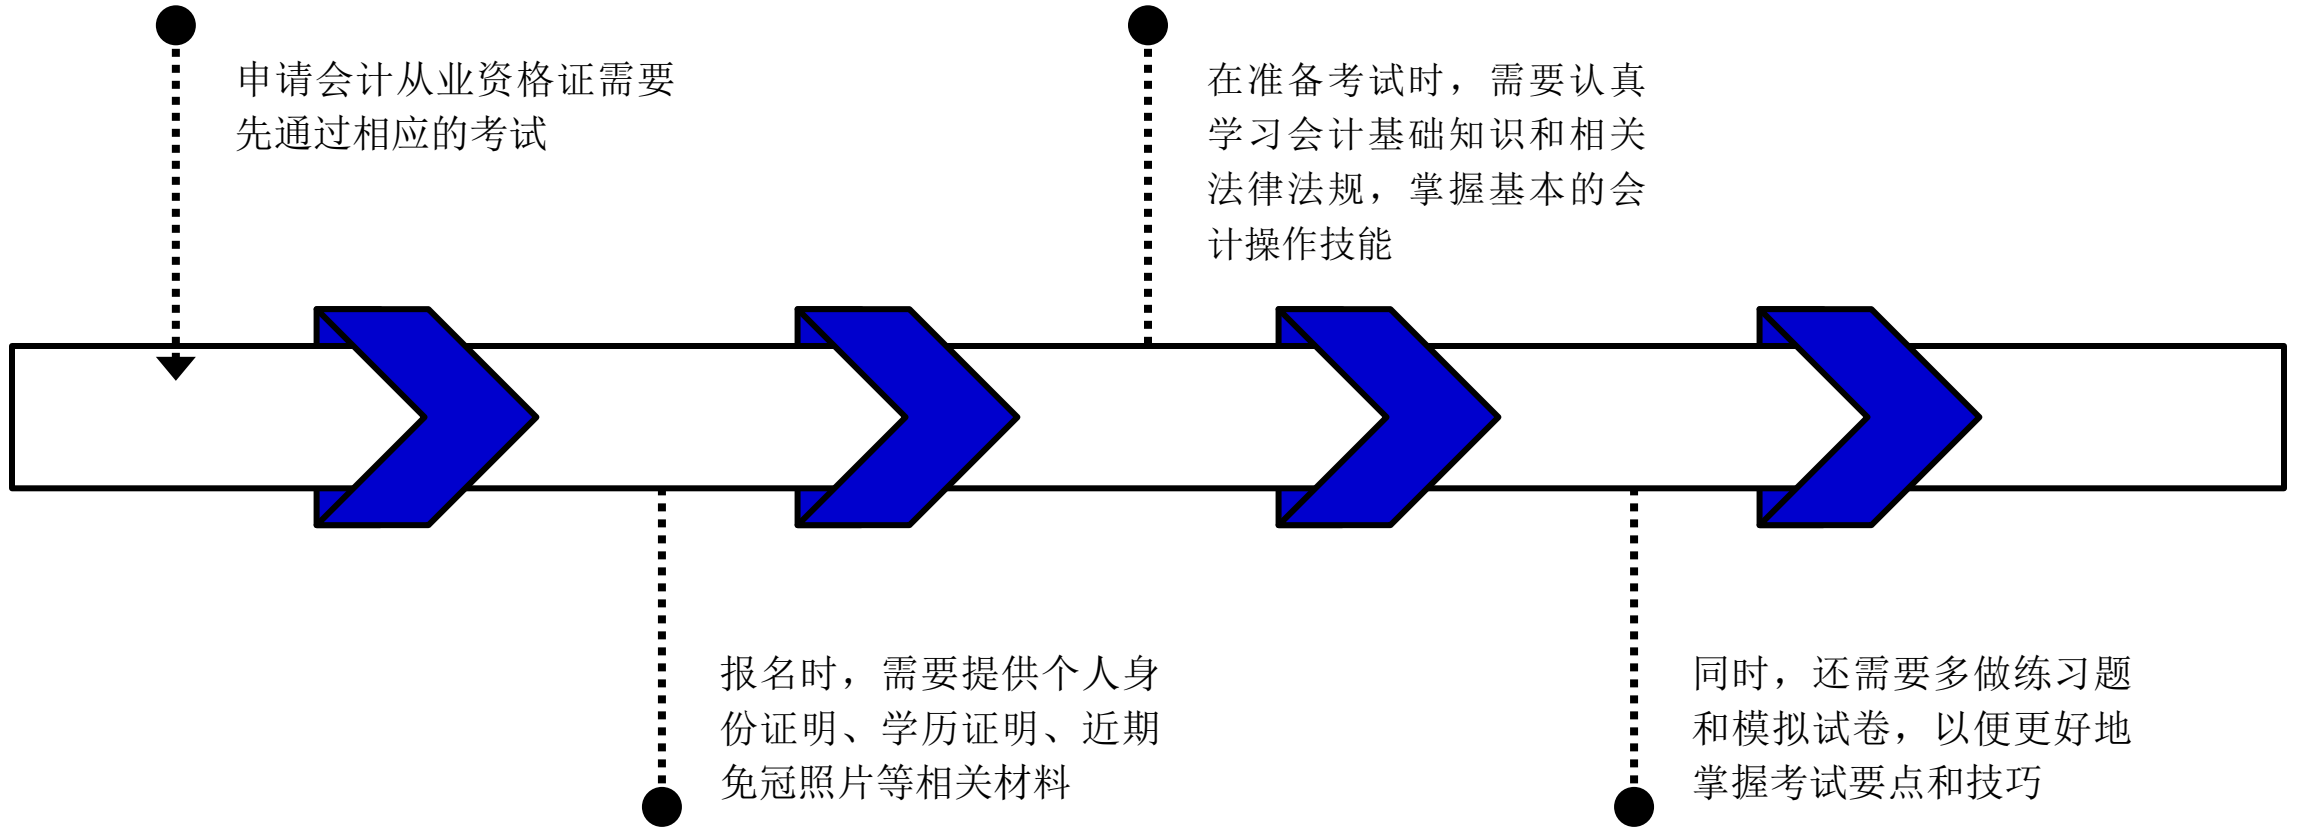 申请会计从业资格证需要
先通过相应的考试
报名时，需要提供个人身
份证明、学历证明、近期
免冠照片等相关材料
在准备考试时，需要认真
学习会计基础知识和相关
法律法规，掌握基本的会
计操作技能
同时，还需要多做练习题
和模拟试卷，以便更好地
掌握考试要点和技巧